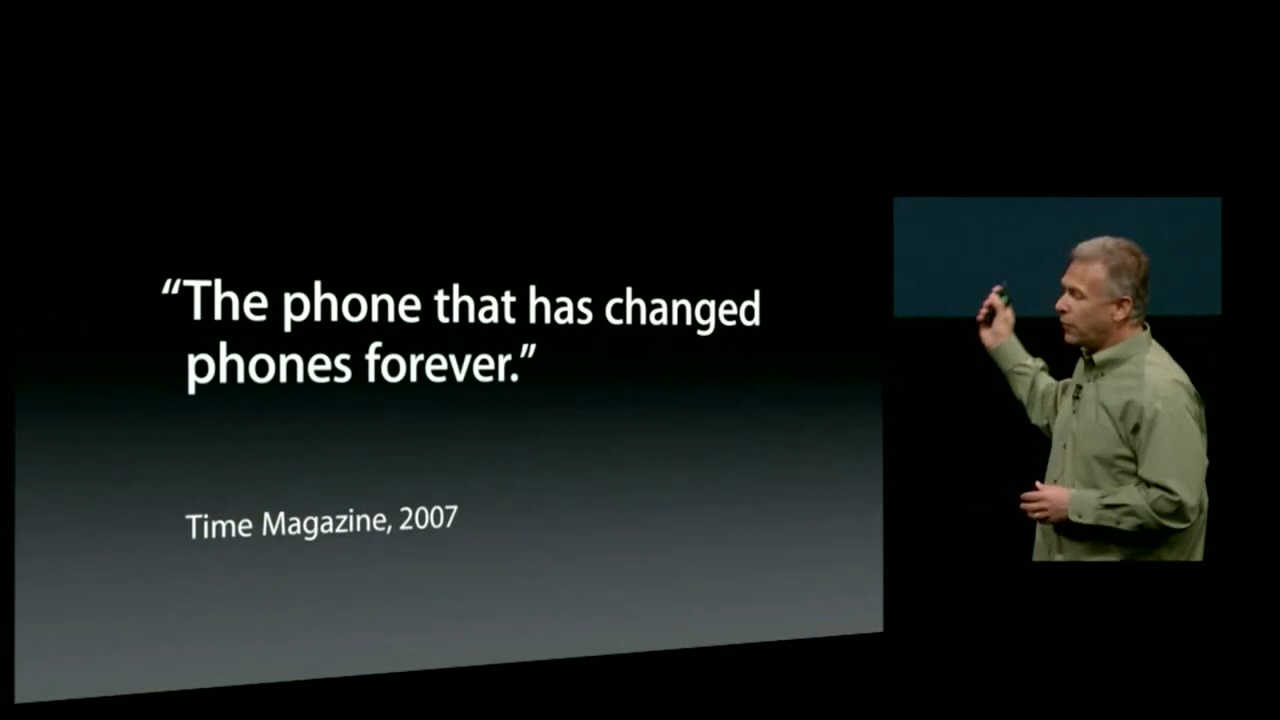 “The phone that has changed
phones forever.”
Time Magazine, 2007